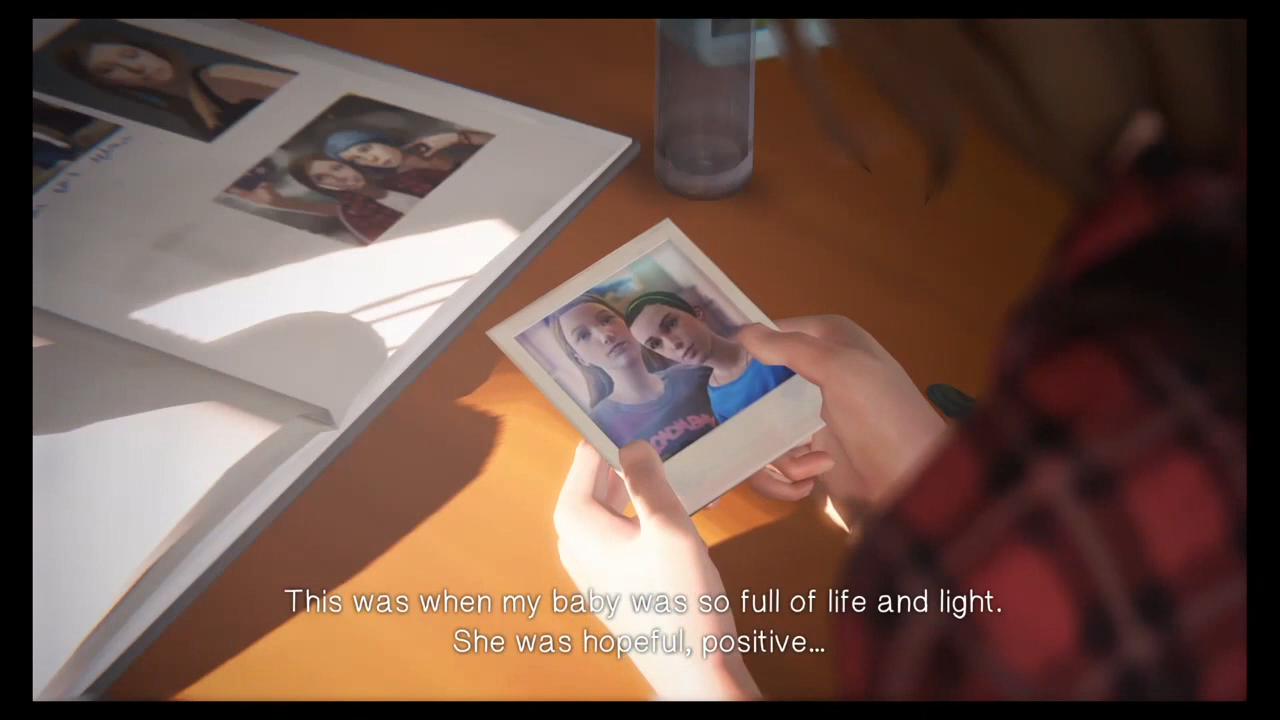 This was when my baby was so full of life and light.
She was hopeful, positive...